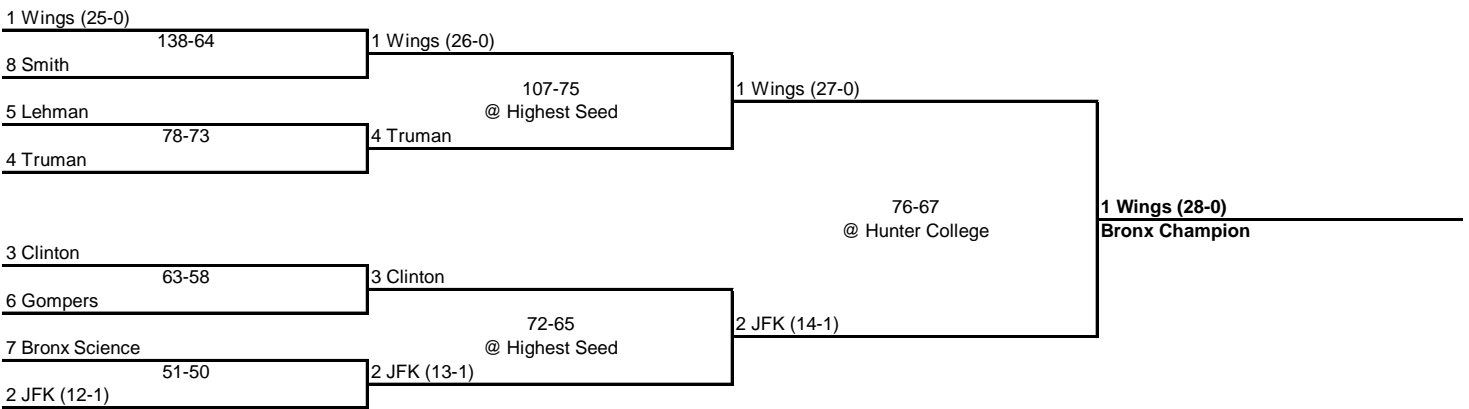 1 Wings (25-0)
138-64
8 Smith
1 Wings (26-0)
107-75
@ Highest Seed
5 Lehman
78-73
4 Truman
4 Truman
1 Wings (27-0)
76-67
@ Hunter College
1 Wings (28-0)
Bronx Champion
3 Clinton
63-58
6 Gompers
3 Clinton
72-65
@ Highest Seed
7 Bronx Science
51-50
2 JFK (12-1)
2 JFK (13-1)
2 JFK (14-1)